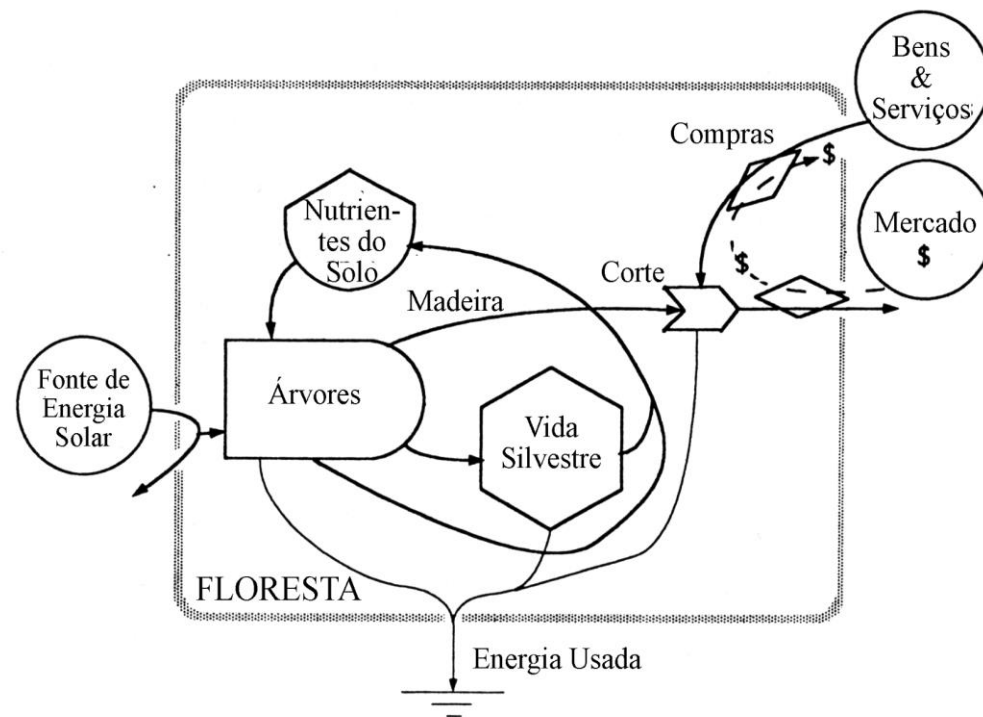 Bens
&
Serviços
Compras
$
Mercado
$
$
Corte
Nutrien-
tes do
Solo
Madeira
Fonte de
Energia
Solar
Árvores
Vida
Silvestre
FLORESTA
Energia Usada